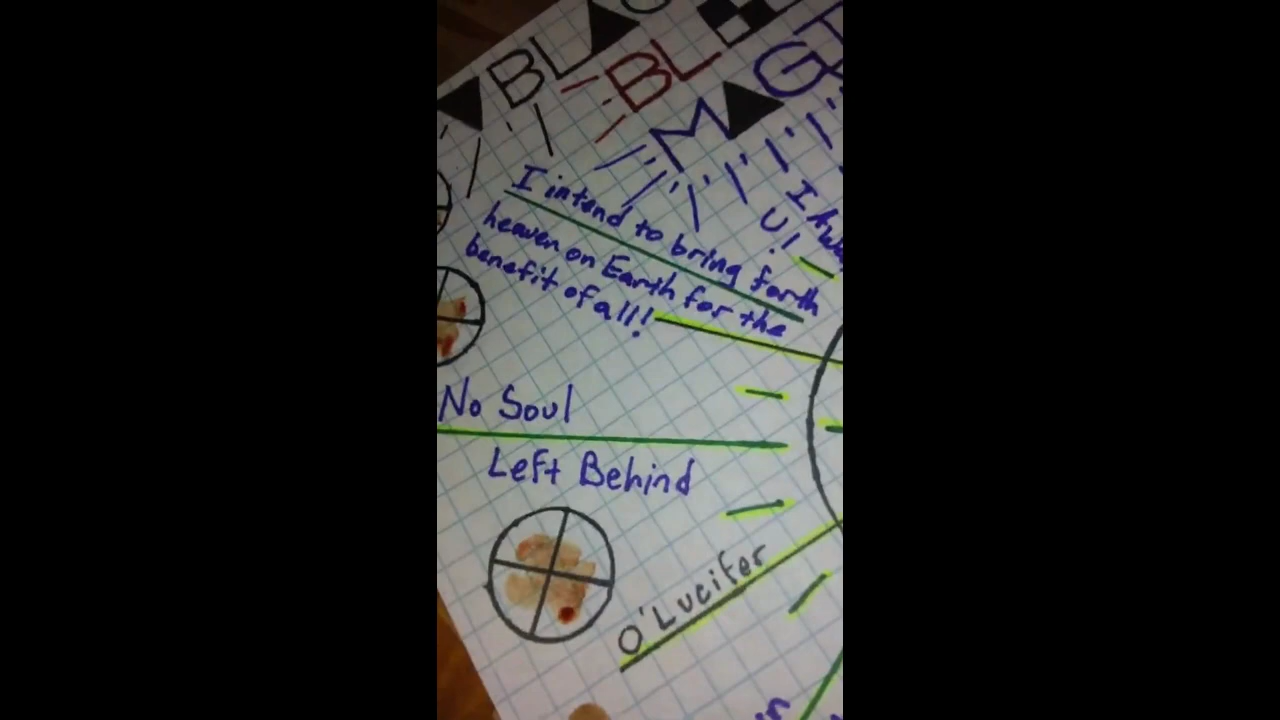 BL
BL
I intend to bring forth
heaven on Earth for the
benefit of all!
U!
No Soul
Left Behind
O'Lucifer